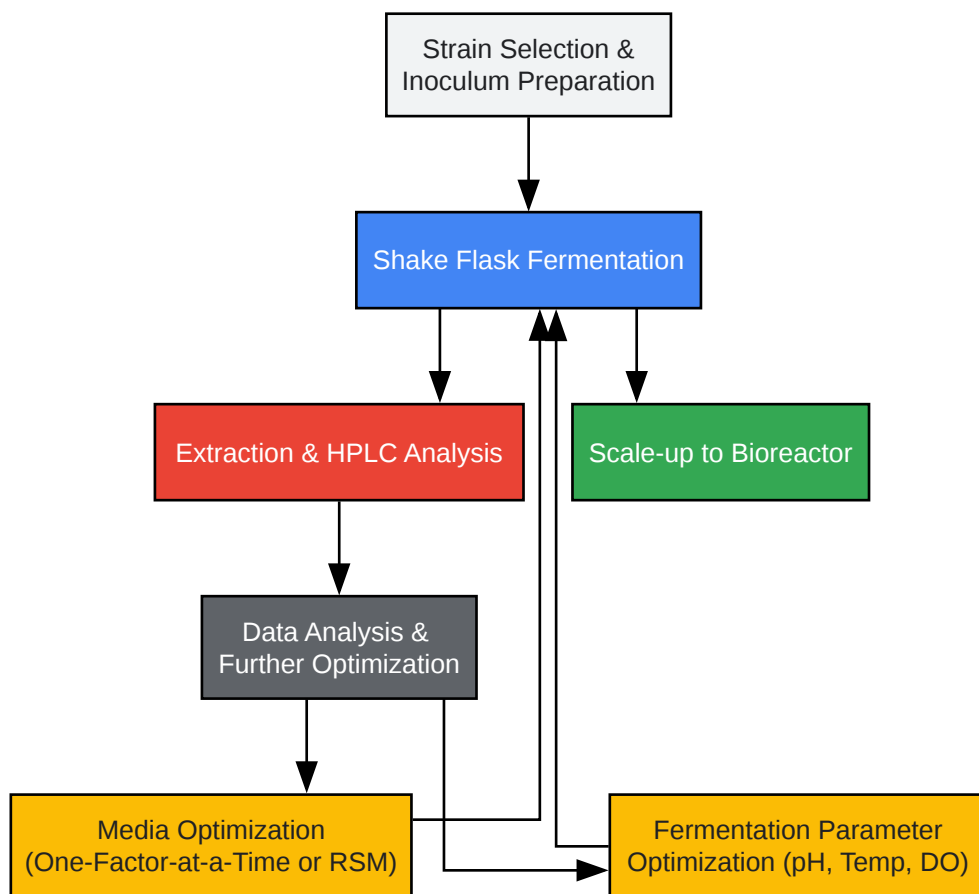 Strain Selection &
Inoculum Preparation
Shake Flask Fermentation
Extraction & HPLC Analysis
Scale-up to Bioreactor
Data Analysis &
Further Optimization
Media Optimization
(One-Factor-at-a-Time or RSM)
Fermentation Parameter
Optimization (pH, Temp, DO)